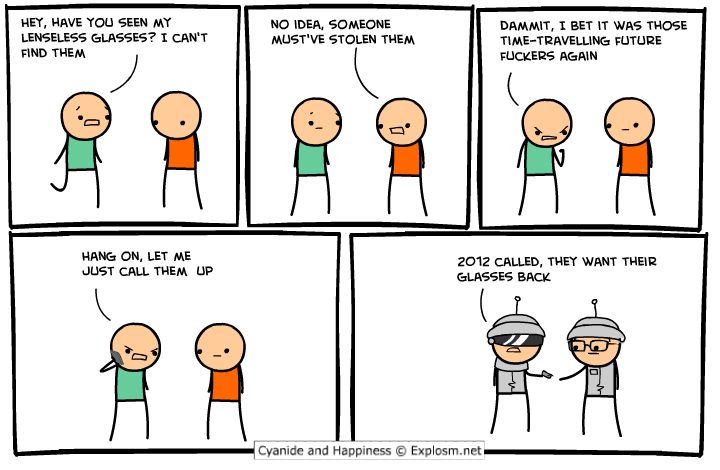 HEY, HAVE YOU SEEN MY
LENSELESS GLASSES? I CAN'T
FIND THEM
NO IDEA, SOMEONE
MUST'VE STOLEN THEM
DAMMIT, I BET IT WAS THOSE
TIME-TRAVELLING FUTURE
FUCKERS AGAIN
HANG ON, LET ME
JUST CALL THEM UP
2012 CALLED, THEY WANT THEIR
GLASSES BACK
Cyanide and Happiness © Explosm.net